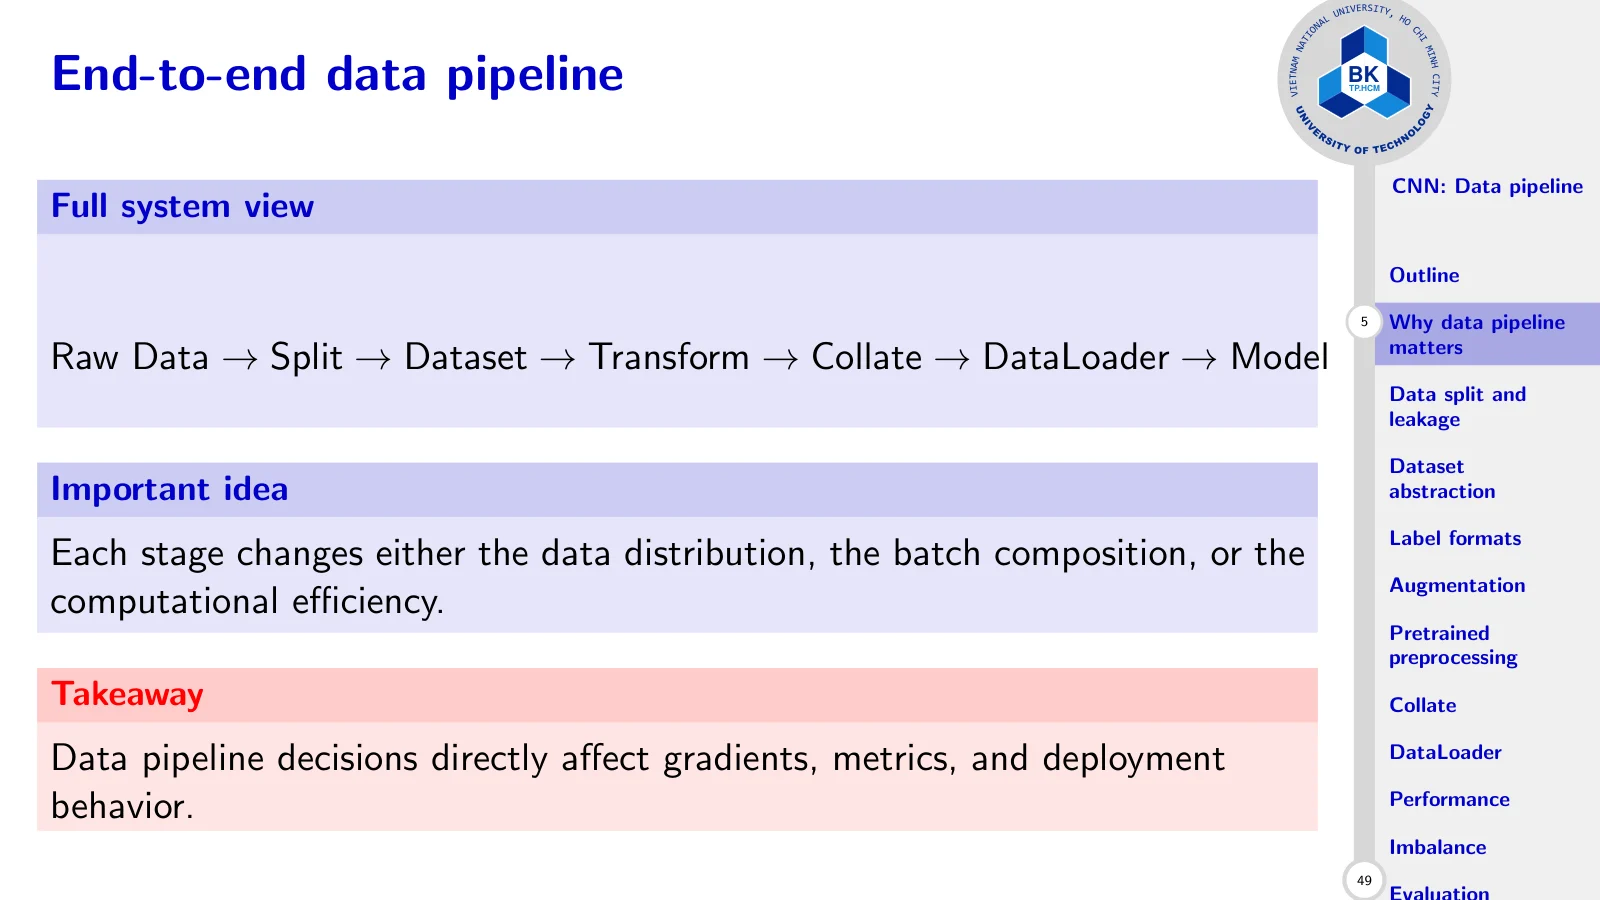 End-to-end data pipeline
Full system view
Raw Data → Split → Dataset → Transform → Collate → DataLoader → Model
Important idea
Each stage changes either the data distribution, the batch composition, or the
computational efficiency.
Takeaway
Data pipeline decisions directly affect gradients, metrics, and deployment
behavior.
VIETNAM NATIONAL UNIVERSITY, HO CHI MINH CITY
BK
TP.HCM
UNIVERSITY OF TECHNOLOGY
CNN: Data pipeline
Outline
5
Why data pipeline
matters
Data split and
leakage
Dataset
abstraction
Label formats
Augmentation
Pretrained
preprocessing
Collate
DataLoader
Performance
Imbalance
49
Evaluation